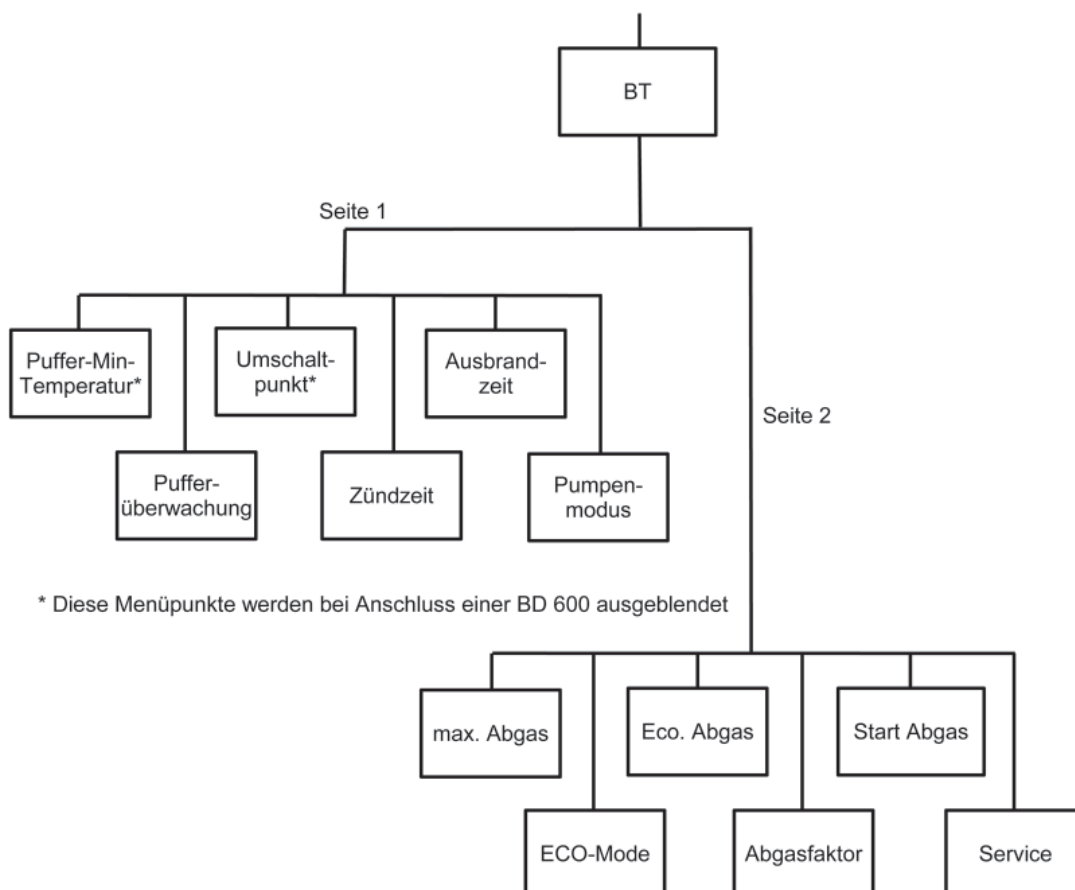 BT
Seite 1
Puffer-Min-
Temperatur*
Umschalt-
punkt*
Ausbrand-
zeit
Seite 2
Puffer-
überwachung
Zündzeit
Pumpen-
modus
* Diese Menüpunkte werden bei Anschluss einer BD 600 ausgeblendet
max. Abgas
Eco. Abgas
Start Abgas
ECO-Mode
Abgasfaktor
Service